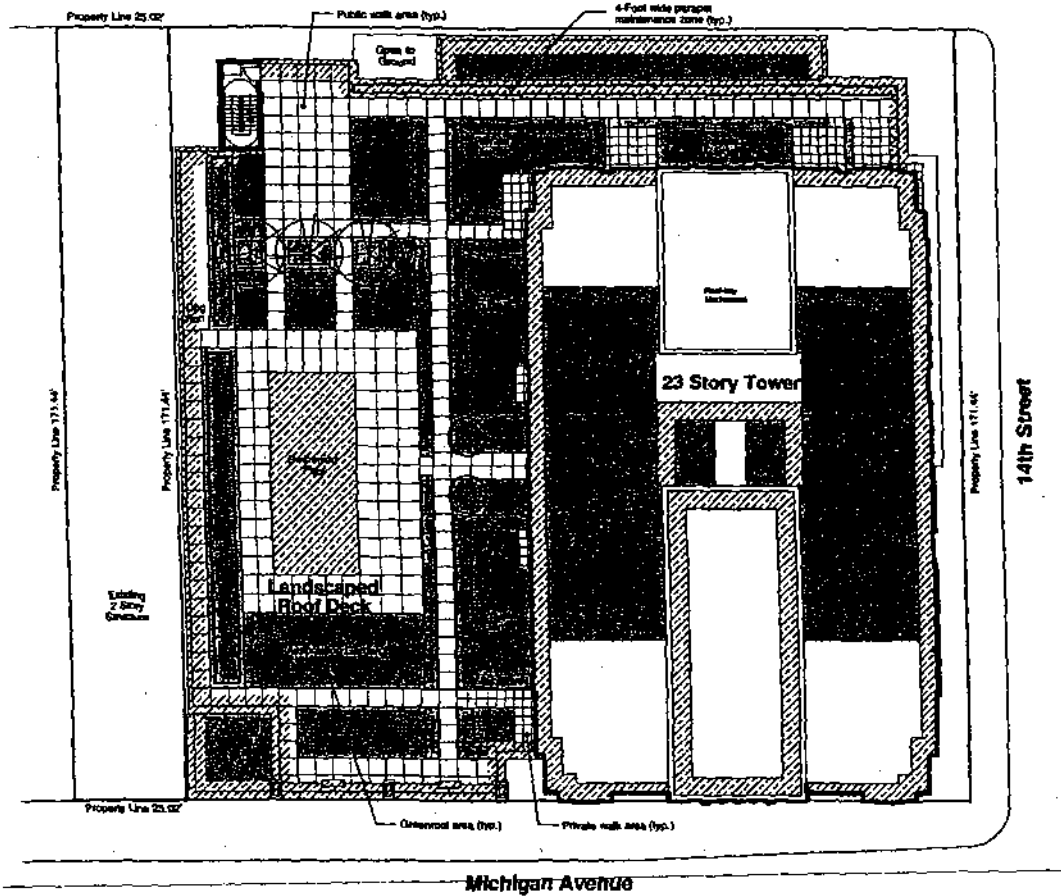 Property Line 25.02'
Public walk area (typ.)
4-Foot wide parapet
maintenance zone (typ.)
Open to
Ground
Property Line 171.44'
Property Line 171.44'
23 Story Tower
Property Line 171.44'
14th Street
Landscaped
Roof Deck
Existing
2 Story
Structure
Property Line 25.02'
Greenroof area (typ.)
Private walk area (typ.)
Michigan Avenue